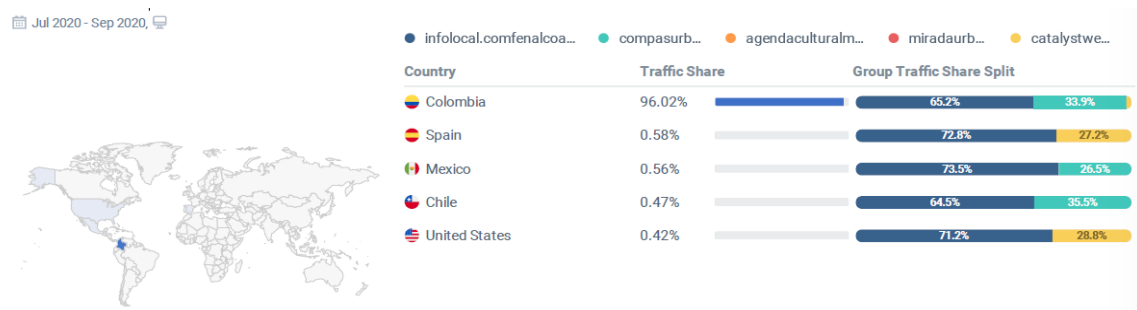 Jul 2020 - Sep 2020,
infolocal.comfenalcoa... compasurb... agendaculturalm... miradaurb... catalystwe...
Country Traffic Share Group Traffic Share Split
Colombia 96.02% 65.2% 33.9%
Spain 0.58% 72.8% 27.2%
Mexico 0.56% 73.5% 26.5%
Chile 0.47% 64.5% 35.5%
United States 0.42% 71.2% 28.8%